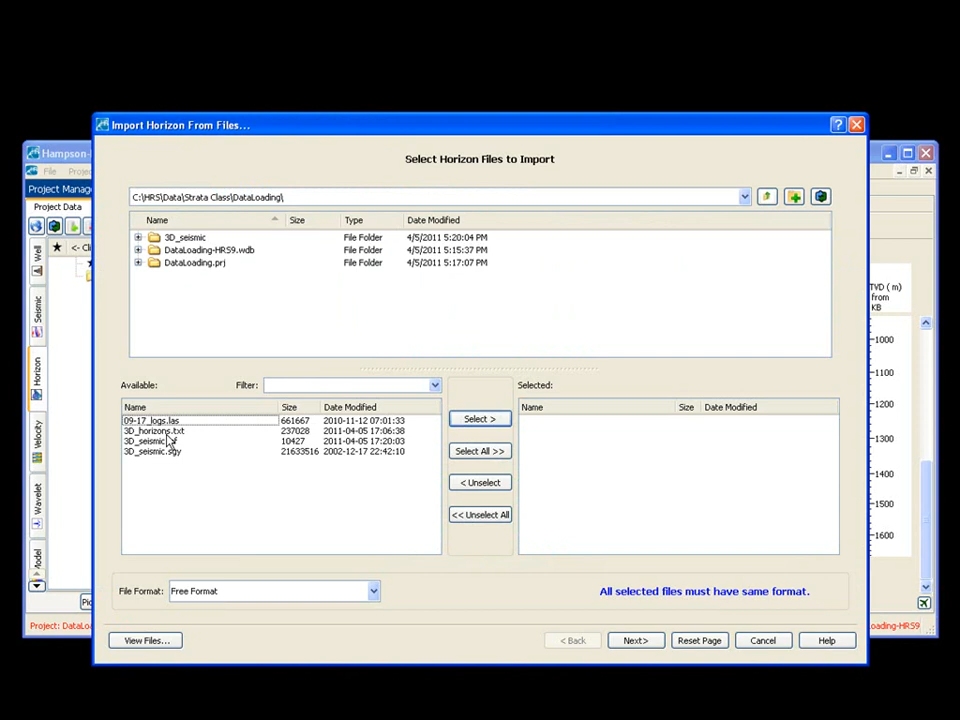 Import Horizon From Files...
Hampson-
File Proje
Project Manag
Project Data
<- Cli
Well
Seismic
Horizon
Velocity
Wavelet
Model
Select Horizon Files to Import
C:\HRS\Data\Strata Class\DataLoading\
Name Size Type Date Modified
3D_seismic File Folder 4/5/2011 5:20:04 PM
DataLoading-HRS9.wdb File Folder 4/5/2011 5:15:37 PM
DataLoading.prj File Folder 4/5/2011 5:17:07 PM
Available: Filter: Selected:
Name Size Date Modified
09-17_logs.las 661667 2010-11-12 07:01:33
3D_horizons.txt 237028 2011-04-05 17:06:38
3D_seismic 10427 2011-04-05 17:20:03
3D_seismic.sgy 21633516 2002-12-17 22:42:10
Select >
Select All >>
< Unselect
<< Unselect All
Name Size Date Modified
File Format: Free Format
All selected files must have same format.
View Files...
< Back Next> Reset Page Cancel Help
TVD ( m)
from
KB
1000
1100
1200
1300
1400
1500
1600
Pic
Project: DataLo
oading-HRS9